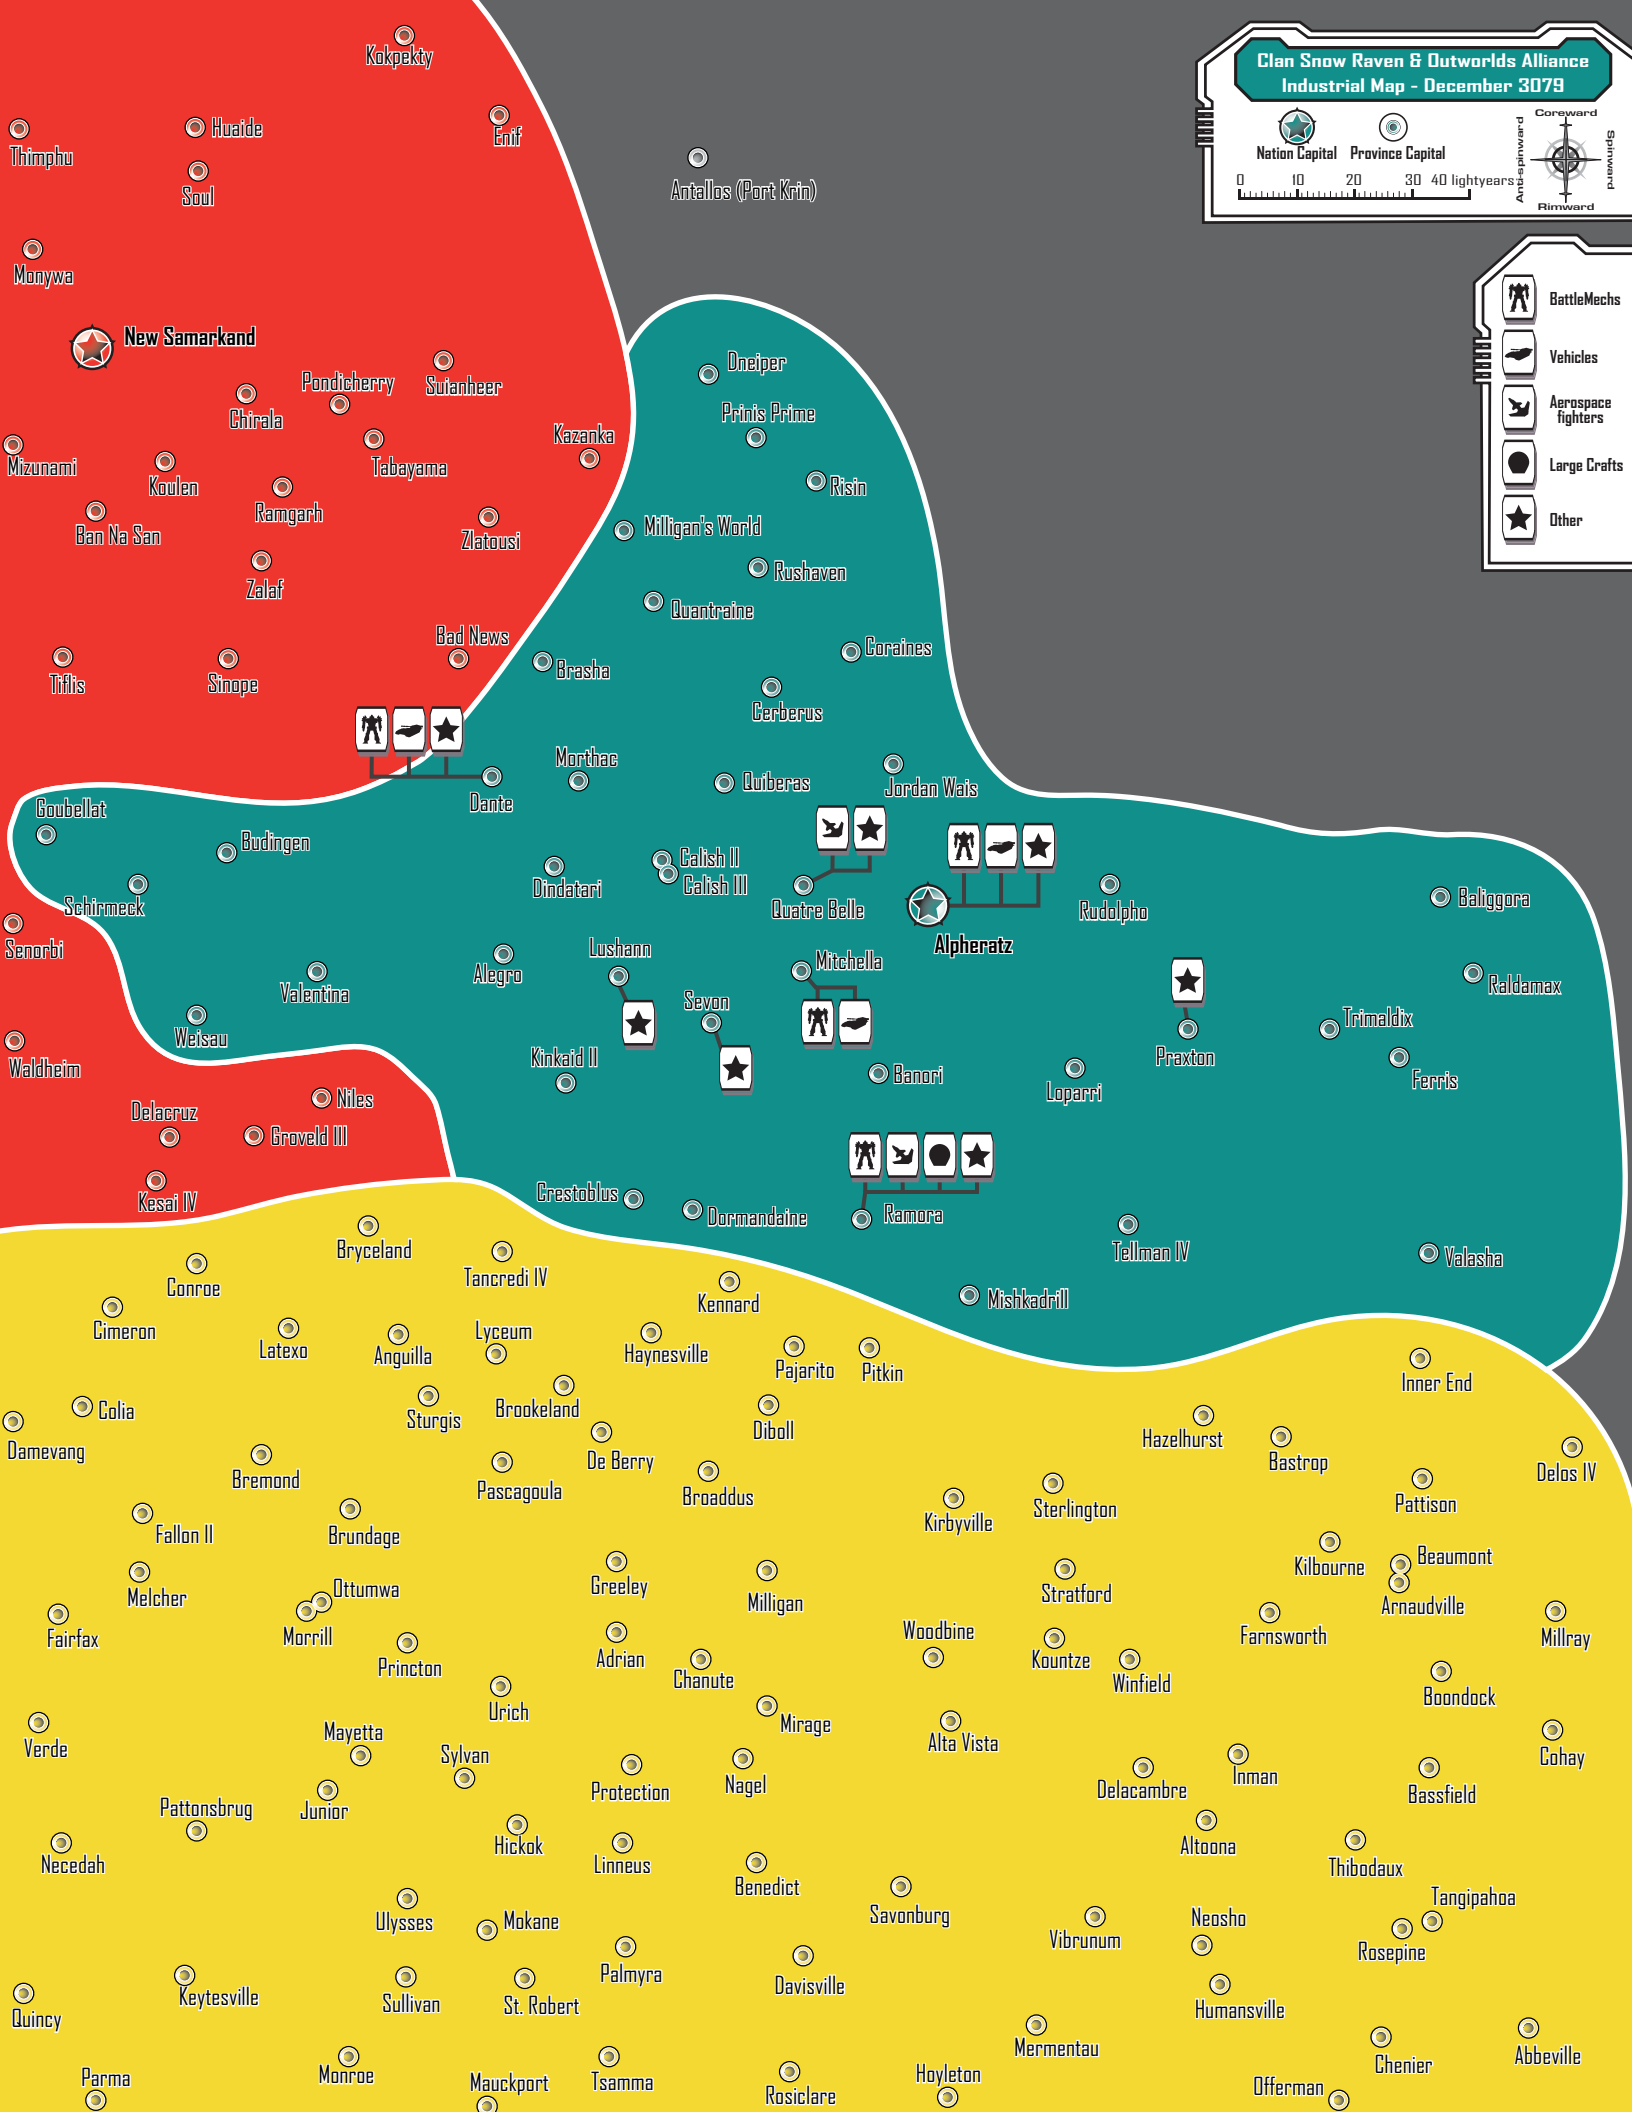 Clan Snow Raven & Outworlds Alliance
Industrial Map - December 3079
Nation Capital
Province Capital
0 10 20 30 40 lightyears
Coreward
Anti-spinward
Spinward
Rimward
BattleMechs
Vehicles
Aerospace
fighters
Large Crafts
Other
Kokpekty
Enif
Thimphu
Huaide
Soul
Antallos (Port Krin)
Monywa
New Samarkand
Pondicherry
Suianheer
Chirala
Tabayama
Kazanka
Mizunami
Koulen
Ramgarh
Ban Na San
Zlatousi
Zalaf
Bad News
Tiflis
Sinope
Dneiper
Prinis Prime
Risin
Milligan's World
Rushaven
Quantraine
Coraines
Brasha
Cerberus
Morthac
Quiberas
Jordan Wais
Dante
Goubellat
Budingen
Schirmeck
Dindatari
Calish II
Calish III
Quatre Belle
Alpheratz
Rudolpho
Baliggora
Senorbi
Valentina
Alegro
Lushann
Mitchella
Raldamax
Weisau
Sevon
Praxton
Trimaldix
Waldheim
Kinkaid II
Banori
Loparri
Ferris
Niles
Delacruz
Groveld III
Kesai IV
Crestoblus
Dormandaine
Ramora
Tellman IV
Valasha
Mishkadrill
Bryceland
Tancredi IV
Conroe
Kennard
Cimeron
Latexo
Anguilla
Lyceum
Haynesville
Pajarito
Pitkin
Inner End
Colia
Sturgis
Brookeland
Diboll
Damevang
De Berry
Hazelhurst
Bastrop
Delos IV
Bremond
Pascagoula
Broaddus
Pattison
Fallon II
Brundage
Kirbyville
Sterlington
Kilbourne
Beaumont
Melcher
Ottumwa
Greeley
Milligan
Stratford
Arnaudville
Fairfax
Morrill
Princton
Adrian
Chanute
Woodbine
Kountze
Winfield
Farnsworth
Millray
Urich
Mirage
Boondock
Verde
Mayetta
Sylvan
Alta Vista
Cohay
Junior
Protection
Nagel
Delacambre
Inman
Bassfield
Pattonsbrug
Necedah
Hickok
Linneus
Altoona
Thibodaux
Benedict
Savonburg
Tangipahoa
Ulysses
Mokane
Vibrunum
Neosho
Rosepine
Palmyra
Davisville
Quincy
Keytesville
Sullivan
St. Robert
Humansville
Mermentau
Chenier
Abbeville
Parma
Monroe
Mauckport
Tsamma
Rosiclare
Hoyleton
Offerman